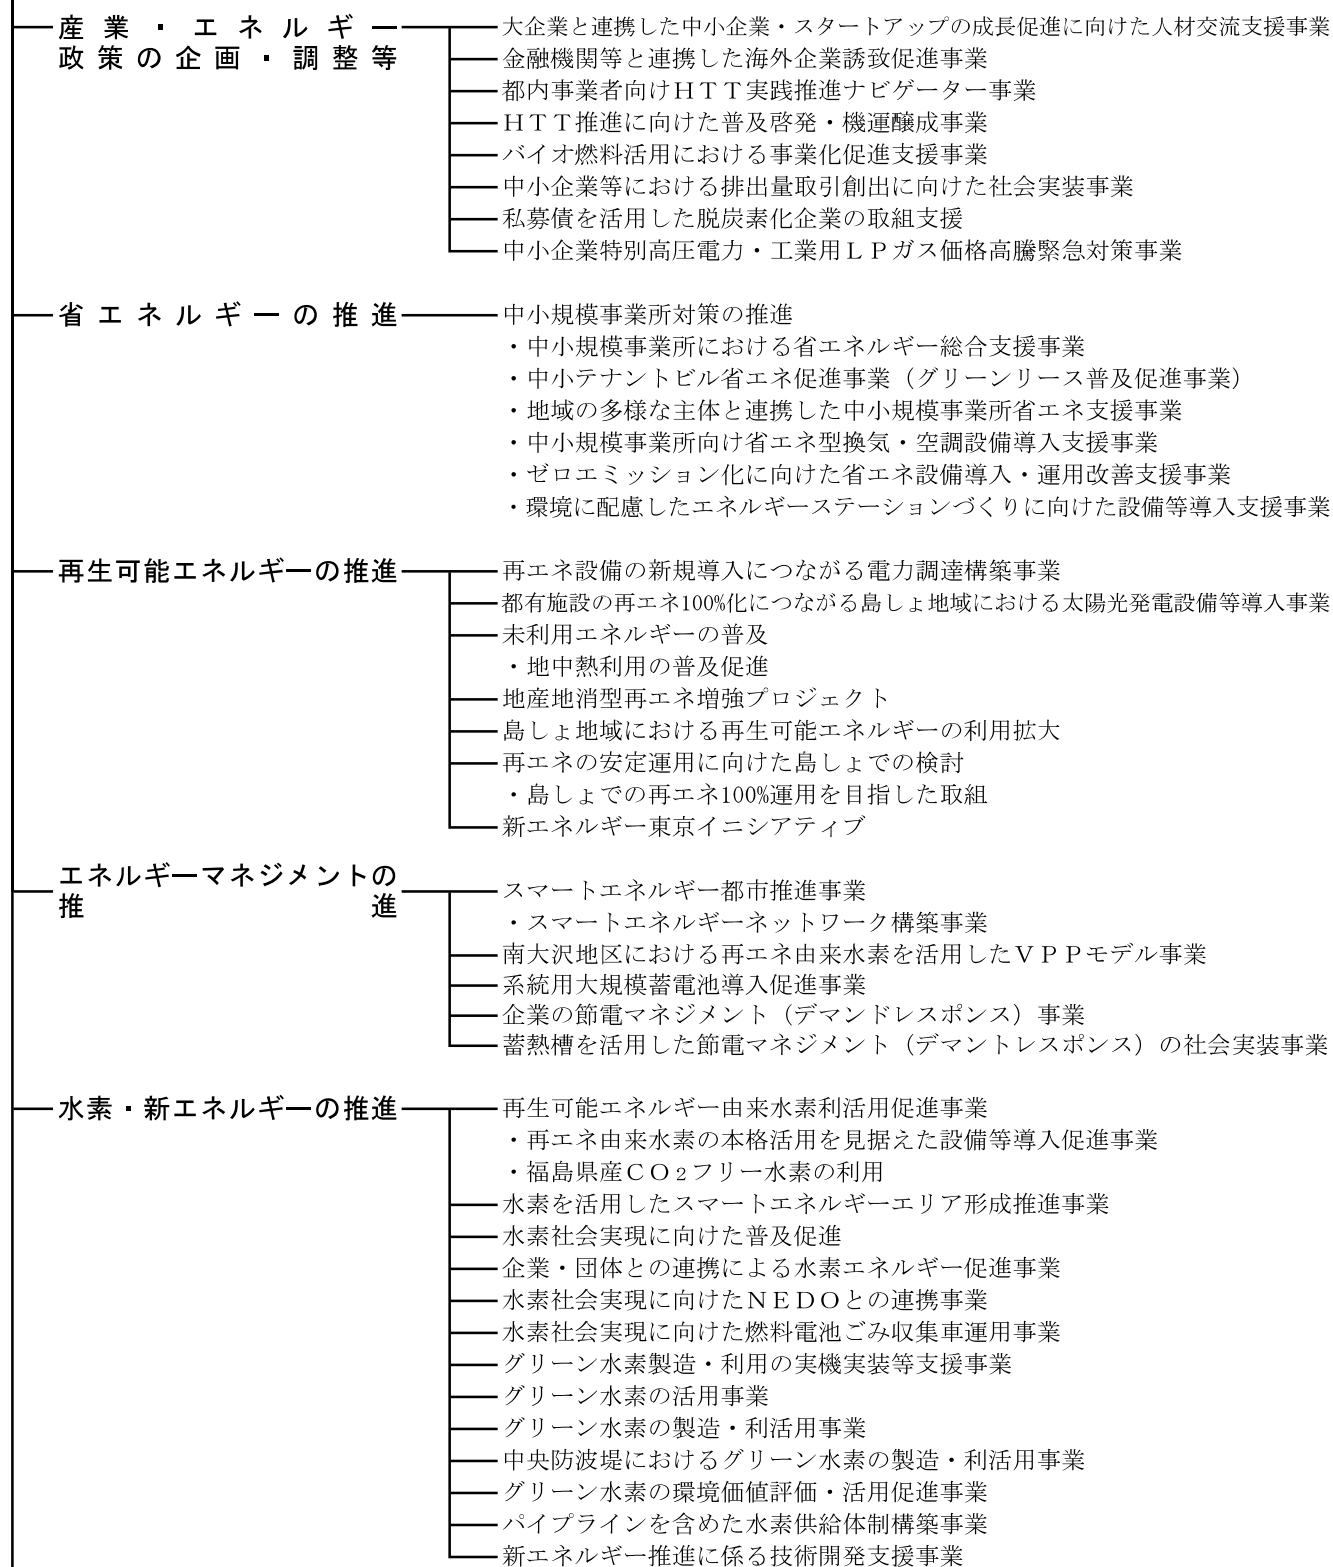 産業・エネルギー
政策の企画・調整等
大企業と連携した中小企業・スタートアップの成長促進に向けた人材交流支援事業
金融機関等と連携した海外企業誘致促進事業
都内事業者向けＨＴＴ実践推進ナビゲーター事業
ＨＴＴ推進に向けた普及啓発・機運醸成事業
バイオ燃料活用における事業化促進支援事業
中小企業等における排出量取引創出に向けた社会実装事業
私募債を活用した脱炭素化企業の取組支援
中小企業特別高圧電力・工業用ＬＰガス価格高騰緊急対策事業
省エネルギーの推進
中小規模事業所対策の推進
・中小規模事業所における省エネルギー総合支援事業
・中小テナントビル省エネ促進事業（グリーンリース普及促進事業）
・地域の多様な主体と連携した中小規模事業所省エネ支援事業
・中小規模事業所向け省エネ型換気・空調設備導入支援事業
・ゼロエミッション化に向けた省エネ設備導入・運用改善支援事業
・環境に配慮したエネルギーステーションづくりに向けた設備等導入支援事業
再生可能エネルギーの推進
再エネ設備の新規導入につながる電力調達構築事業
都有施設の再エネ100%化につながる島しょ地域における太陽光発電設備等導入事業
未利用エネルギーの普及
・地中熱利用の普及促進
地産地消型再エネ増強プロジェクト
島しょ地域における再生可能エネルギーの利用拡大
再エネの安定運用に向けた島しょでの検討
・島しょでの再エネ100%運用を目指した取組
新エネルギー東京イニシアティブ
エネルギーマネジメントの
推進
スマートエネルギー都市推進事業
・スマートエネルギーネットワーク構築事業
南大沢地区における再エネ由来水素を活用したＶＰＰモデル事業
系統用大規模蓄電池導入促進事業
企業の節電マネジメント（デマンドレスポンス）事業
蓄熱槽を活用した節電マネジメント（デマントレスポンス）の社会実装事業
水素・新エネルギーの推進
再生可能エネルギー由来水素利活用促進事業
・再エネ由来水素の本格活用を見据えた設備等導入促進事業
・福島県産ＣＯ₂フリー水素の利用
水素を活用したスマートエネルギーエリア形成推進事業
水素社会実現に向けた普及促進
企業・団体との連携による水素エネルギー促進事業
水素社会実現に向けたＮＥＤＯとの連携事業
水素社会実現に向けた燃料電池ごみ収集車運用事業
グリーン水素製造・利用の実機実装等支援事業
グリーン水素の活用事業
グリーン水素の製造・利活用事業
中央防波堤におけるグリーン水素の製造・利活用事業
グリーン水素の環境価値評価・活用促進事業
パイプラインを含めた水素供給体制構築事業
新エネルギー推進に係る技術開発支援事業